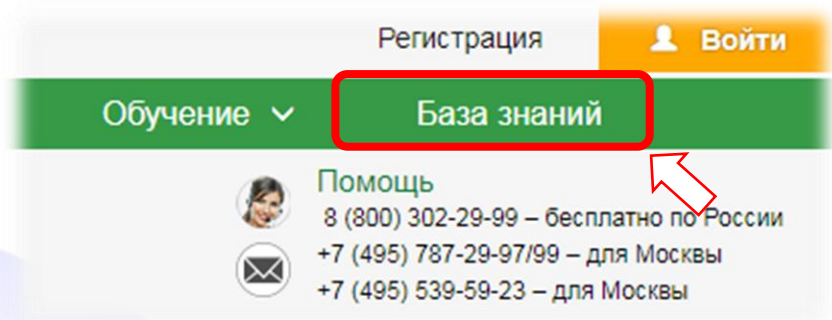 Регистрация Войти
Обучение База знаний
Помощь
8 (800) 302-29-99 – бесплатно по России
+7 (495) 787-29-97/99 – для Москвы
+7 (495) 539-59-23 – для Москвы